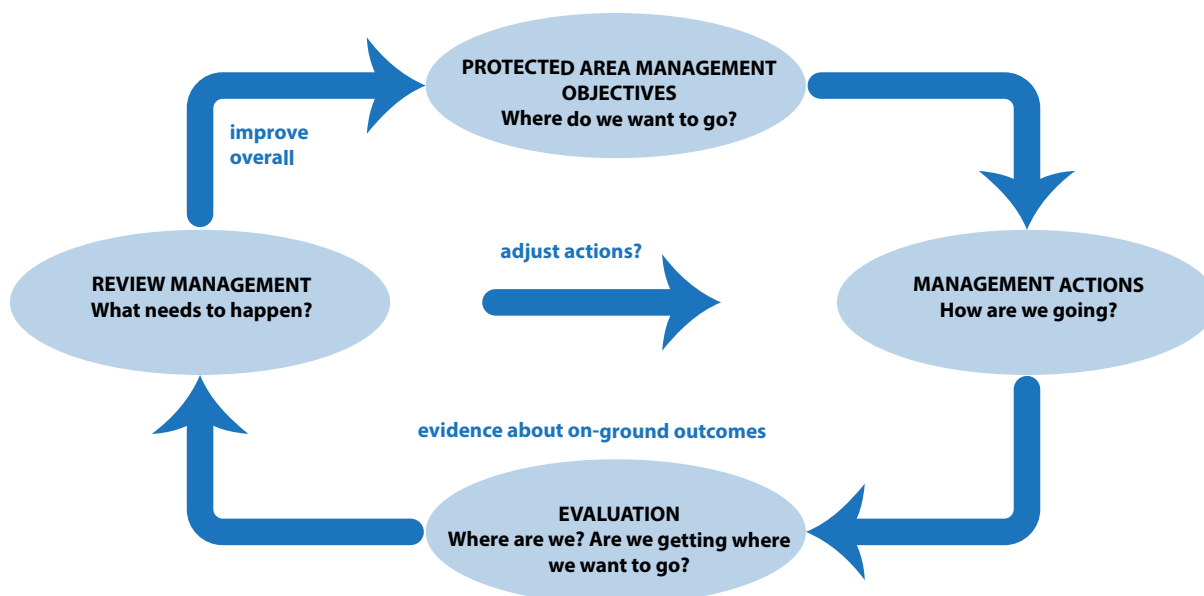 PROTECTED AREA MANAGEMENT
OBJECTIVES
Where do we want to go?
improve
overall
adjust actions?
REVIEW MANAGEMENT
What needs to happen?
MANAGEMENT ACTIONS
How are we going?
evidence about on-ground outcomes
EVALUATION
Where are we? Are we getting where
we want to go?